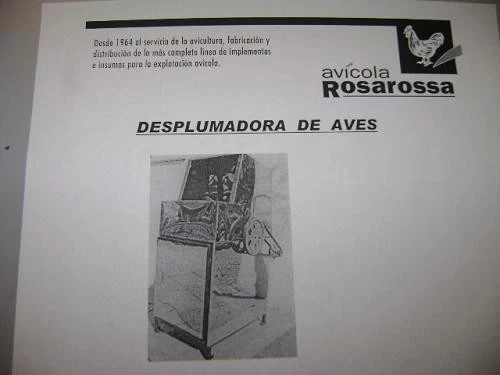 Desde 1964 al servicio de la avicultura, fabricación y
distribución de la más completa línea de implementos
e insumos para la explotación avícola.
avícola
Rosarossa
DESPLUMADORA DE AVES